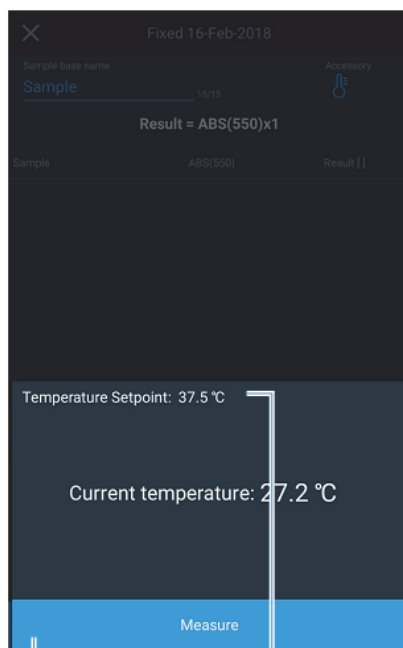 Fixed 16-Feb-2018
Sample base name
Accessory
Sample
15/15
Result = ABS(550)x1
Sample ABS(550) Result [ ]
Temperature Setpoint: 37.5 °C
Current temperature: 27.2 °C
Measure